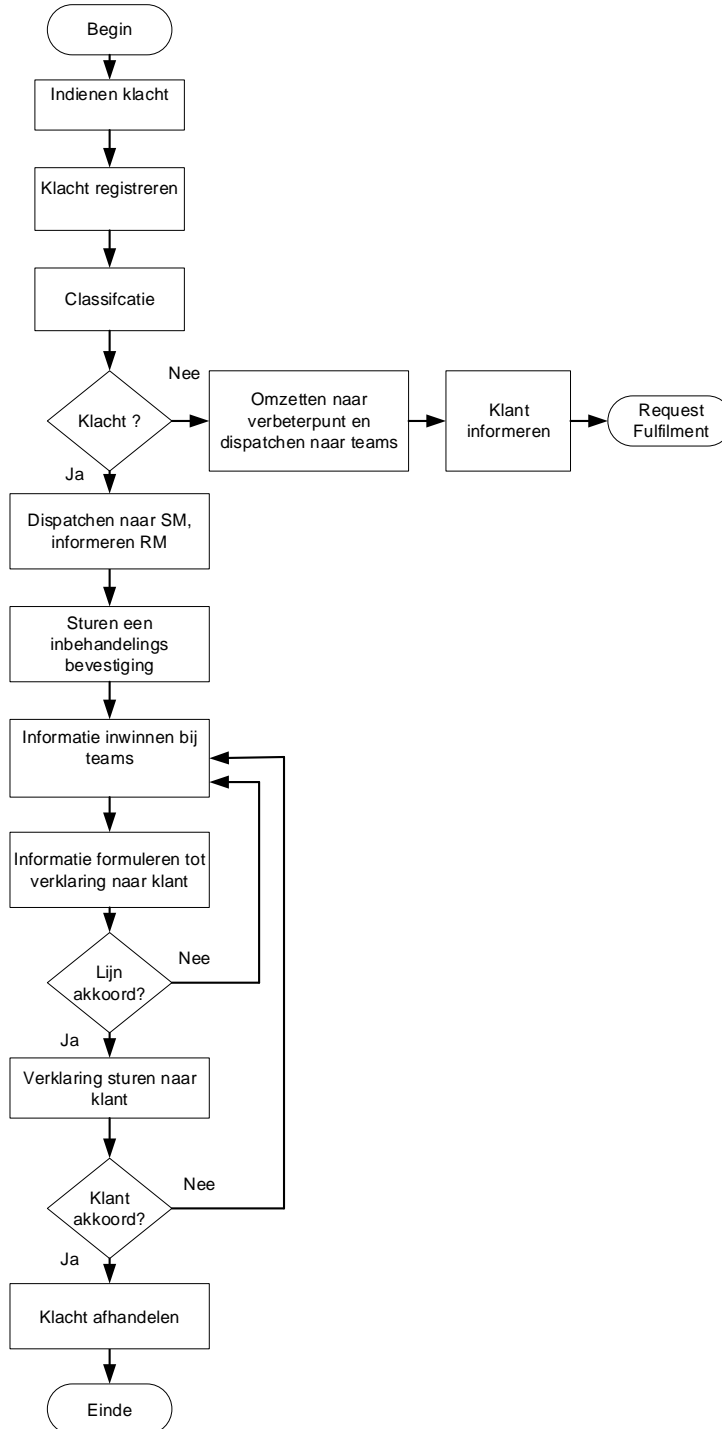 Begin
Indienen klacht
Klacht registreren
Classifcatie
Klacht ?
Nee
Omzetten naar
verbeterpunt en
dispatchen naar teams
Klant
informeren
Request
Fulfilment
Ja
Dispatchen naar SM,
informeren RM
Sturen een
inbehandelings
bevestiging
Informatie inwinnen bij
teams
Informatie formuleren tot
verklaring naar klant
Lijn
akkoord?
Nee
Ja
Verklaring sturen naar
klant
Klant
akkoord?
Nee
Ja
Klacht afhandelen
Einde